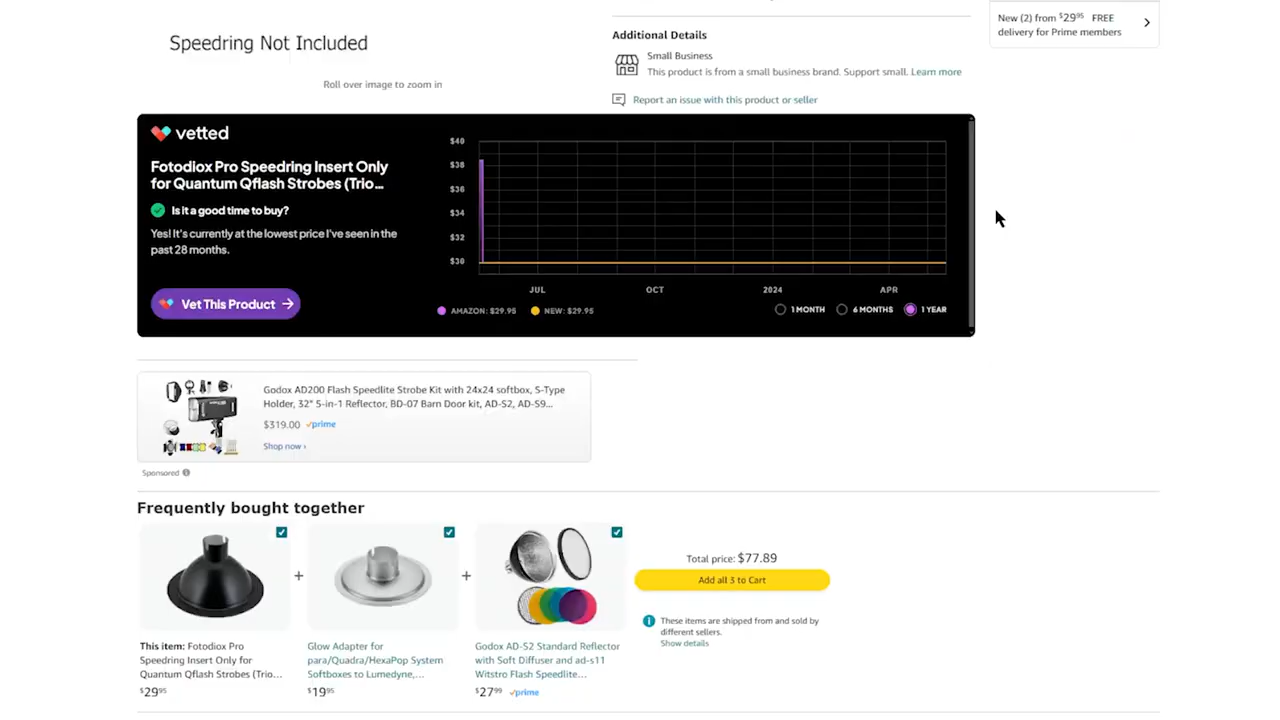 New (2) from $29⁹⁵ FREE
delivery for Prime members
Speedring Not Included
Roll over image to zoom in
Additional Details
Small Business
This product is from a small business brand. Support small. Learn more
Report an issue with this product or seller
vetted
Fotodiox Pro Speedring Insert Only
for Quantum Qflash Strobes (Trio...
Is it a good time to buy?
Yes! It's currently at the lowest price I've seen in the
past 28 months.
Vet This Product →
$40
$38
$36
$34
$32
$30
JUL OCT 2024 APR
AMAZON: $29.95 NEW: $29.95
1 MONTH 6 MONTHS 1 YEAR
Godox AD200 Flash Speedlite Strobe Kit with 24x24 softbox, S-Type
Holder, 32" 5-in-1 Reflector, BD-07 Barn Door kit, AD-S2, AD-S9...
$319.00 prime
Shop now ›
Sponsored
Frequently bought together
+ +
This item: Fotodiox Pro
Speedring Insert Only for
Quantum Qflash Strobes (Trio...
$29⁹⁵
Glow Adapter for
para/Quadra/HexaPop System
Softboxes to Lumedyne,...
$19⁹⁵
Godox AD-S2 Standard Reflector
with Soft Diffuser and ad-s11
Witstro Flash Speedlite...
$27⁹⁹ prime
Total price: $77.89
Add all 3 to Cart
These items are shipped from and sold by
different sellers.
Show details